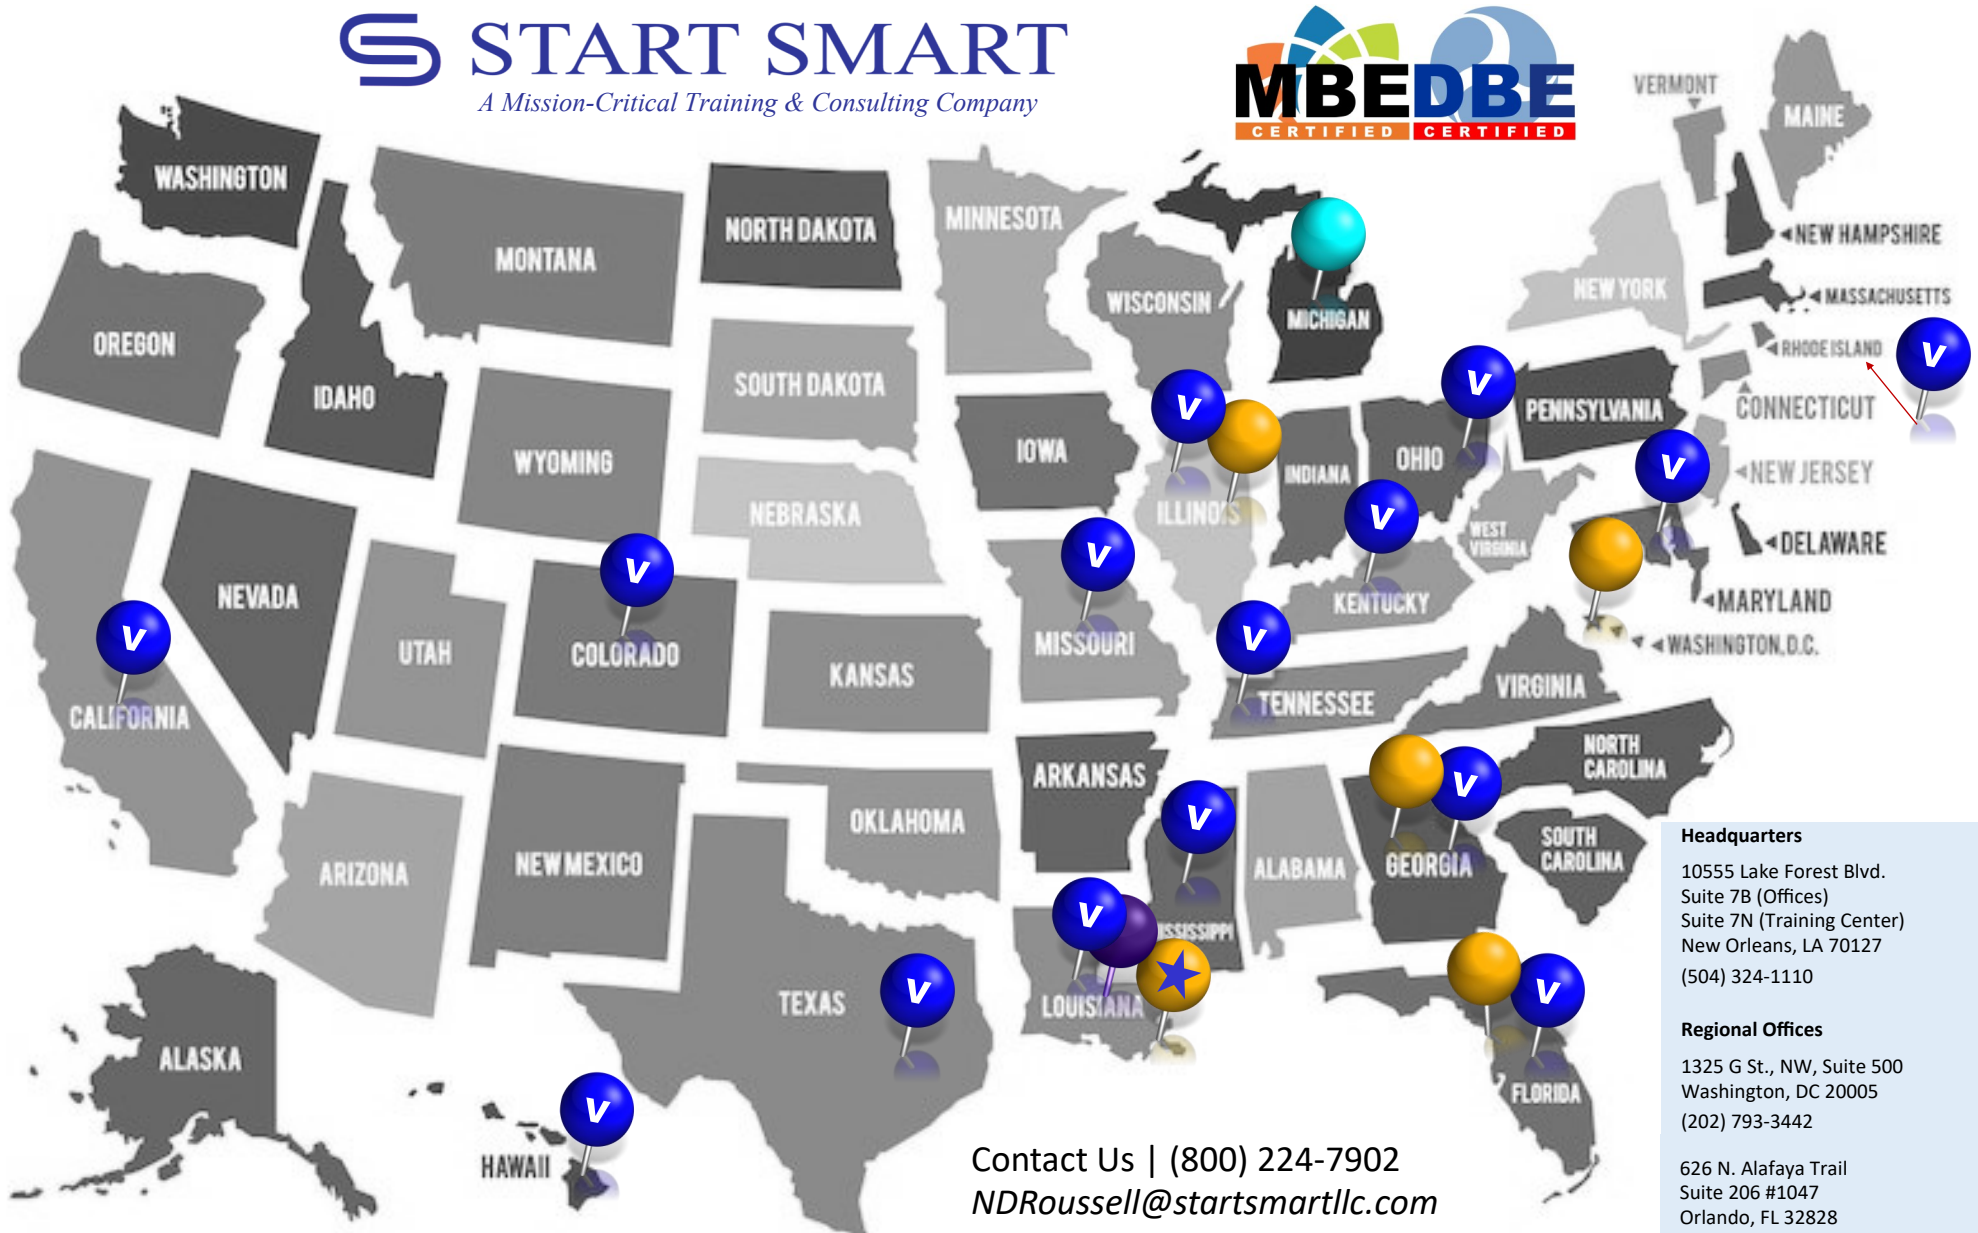 START SMART
A Mission-Critical Training & Consulting Company
MBE DBE
CERTIFIED CERTIFIED
VERMONT
MAINE
WASHINGTON
MONTANA
NORTH DAKOTA
MINNESOTA
NEW HAMPSHIRE
WISCONSIN
NEW YORK
MASSACHUSETTS
MICHIGAN
OREGON
RHODE ISLAND
V
IDAHO
SOUTH DAKOTA
V
V
PENNSYLVANIA
CONNECTICUT
IOWA
OHIO
V
WYOMING
INDIANA
NEW JERSEY
NEBRASKA
ILLINOIS
V
WEST
VIRGINIA
DELAWARE
V
V
NEVADA
KENTUCKY
MARYLAND
V
UTAH
COLORADO
MISSOURI
V
WASHINGTON, D.C.
KANSAS
VIRGINIA
CALIFORNIA
TENNESSEE
NORTH
CAROLINA
ARKANSAS
V
V
OKLAHOMA
SOUTH
CAROLINA
ARIZONA
NEW MEXICO
ALABAMA
GEORGIA
V
ISSISSIPPI
TEXAS
V
LOUISIANA
V
ALASKA
FLORIDA
V
HAWAII
Contact Us | (800) 224-7902
NDRoussell@startsmartllc.com
Headquarters
10555 Lake Forest Blvd.
Suite 7B (Offices)
Suite 7N (Training Center)
New Orleans, LA 70127
(504) 324-1110
Regional Offices
1325 G St., NW, Suite 500
Washington, DC 20005
(202) 793-3442
626 N. Alafaya Trail
Suite 206 #1047
Orlando, FL 32828